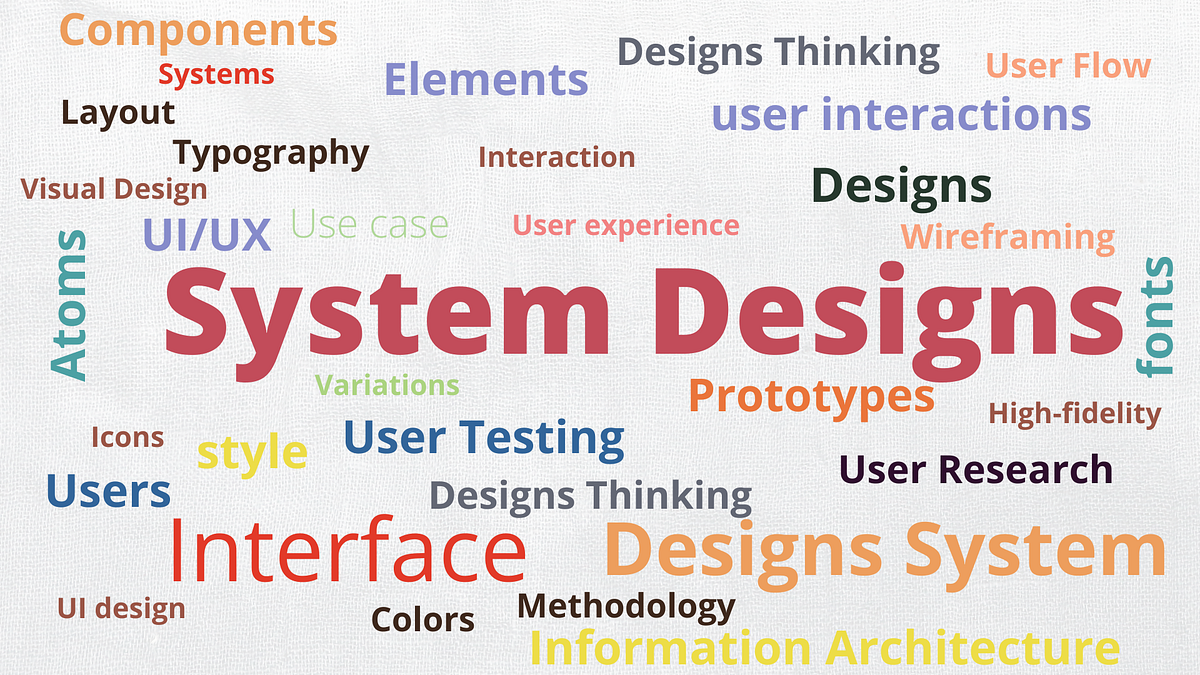 Components
Designs Thinking
User Flow
Systems
Elements
Layout
user interactions
Typography
Interaction
Visual Design
Designs
UI/UX
Use case
User experience
Wireframing
Atoms
System Designs
fonts
Variations
Prototypes
High-fidelity
Icons
style
User Testing
Users
User Research
Designs Thinking
Interface
Designs System
UI design
Colors
Methodology
Information Architecture